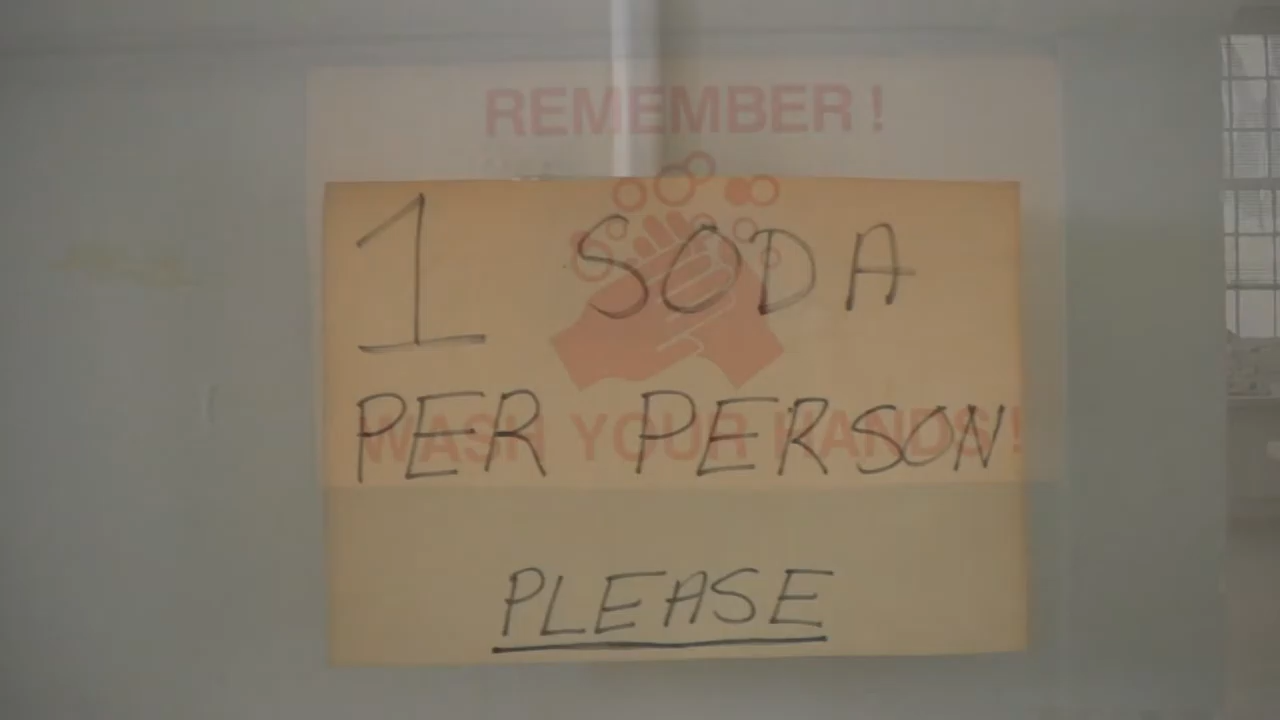 REMEMBER!
1 SODA
PER PERSON
WASH YOUR HANDS!
PLEASE